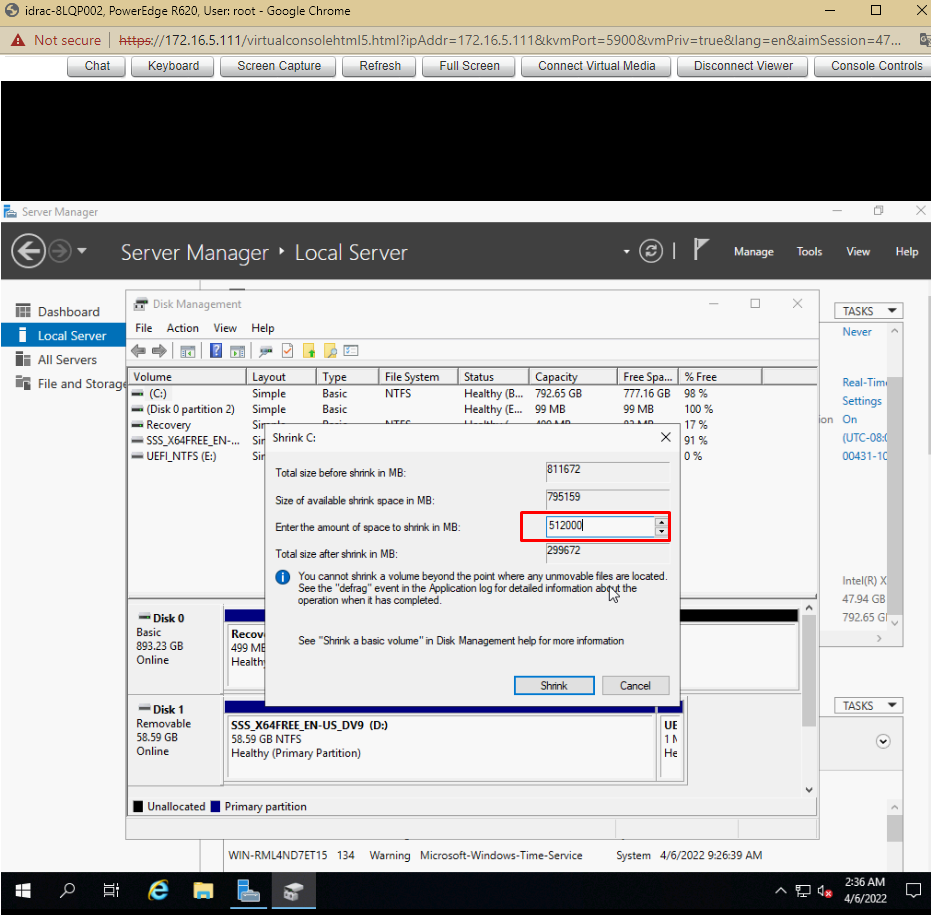 idrac-8LQP002, PowerEdge R620, User: root - Google Chrome
Not secure | https://172.16.5.111/virtualconsolehtml5.html?ipAddr=172.16.5.111&kvmPort=5900&vmPriv=true&lang=en&aimSession=47...
Chat Keyboard Screen Capture Refresh Full Screen Connect Virtual Media Disconnect Viewer Console Controls
Server Manager
Server Manager Local Server
Manage Tools View Help
Dashboard
Local Server
All Servers
File and Storage
Disk Management
File Action View Help
Volume Layout Type File System Status Capacity Free Spa... % Free
(C:) Simple Basic NTFS Healthy (B... 792.65 GB 777.16 GB 98 %
(Disk 0 partition 2) Simple Basic Healthy (E... 99 MB 99 MB 100 %
Recovery 17 %
SSS_X64FREE_EN-... 91 %
UEFI_NTFS (E:) 0 %
Shrink C:
Total size before shrink in MB: 811672
Size of available shrink space in MB: 795159
Enter the amount of space to shrink in MB: 512000
Total size after shrink in MB: 299672
You cannot shrink a volume beyond the point where any unmovable files are located.
See the "defrag" event in the Application log for detailed information about the
operation when it has completed.
See "Shrink a basic volume" in Disk Management help for more information
Shrink Cancel
Disk 0
Basic
893.23 GB
Online
Recov
499 ME
Health
Disk 1
Removable
58.59 GB
Online
SSS_X64FREE_EN-US_DV9 (D:)
58.59 GB NTFS
Healthy (Primary Partition)
UE
He
Unallocated Primary partition
TASKS
Never
Real-Time
Settings
On
(UTC-08:0
00431-10
Intel(R) X
47.94 GB
792.65 GB
TASKS
WIN-RML4ND7ET15 134 Warning Microsoft-Windows-Time-Service System 4/6/2022 9:26:39 AM
2:36 AM
4/6/2022